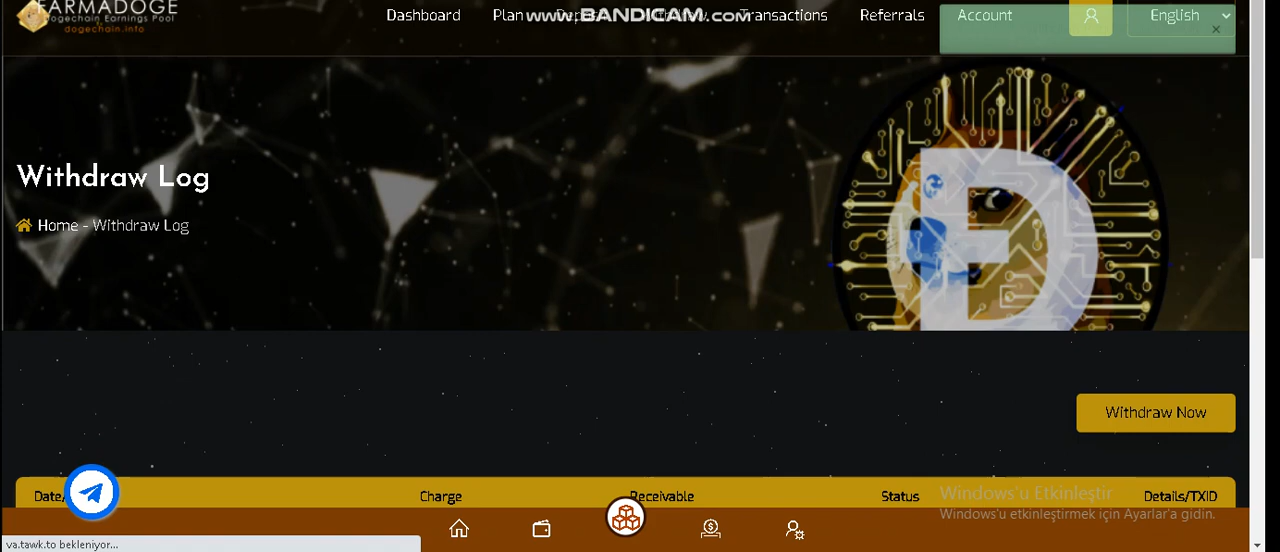 FARMADOGE
Dogechain Earnings Pool
dogechain.info
Dashboard Plan Transactions Referrals Account English
www.BANDICAM.com
×
Withdraw Log
Home - Withdraw Log
Withdraw Now
Charge Receivable Status Details/TXID
Windows'u Etkinleştir
Windows'u etkinleştirmek için Ayarlar'a gidin.
va.tawk.to bekleniyor...